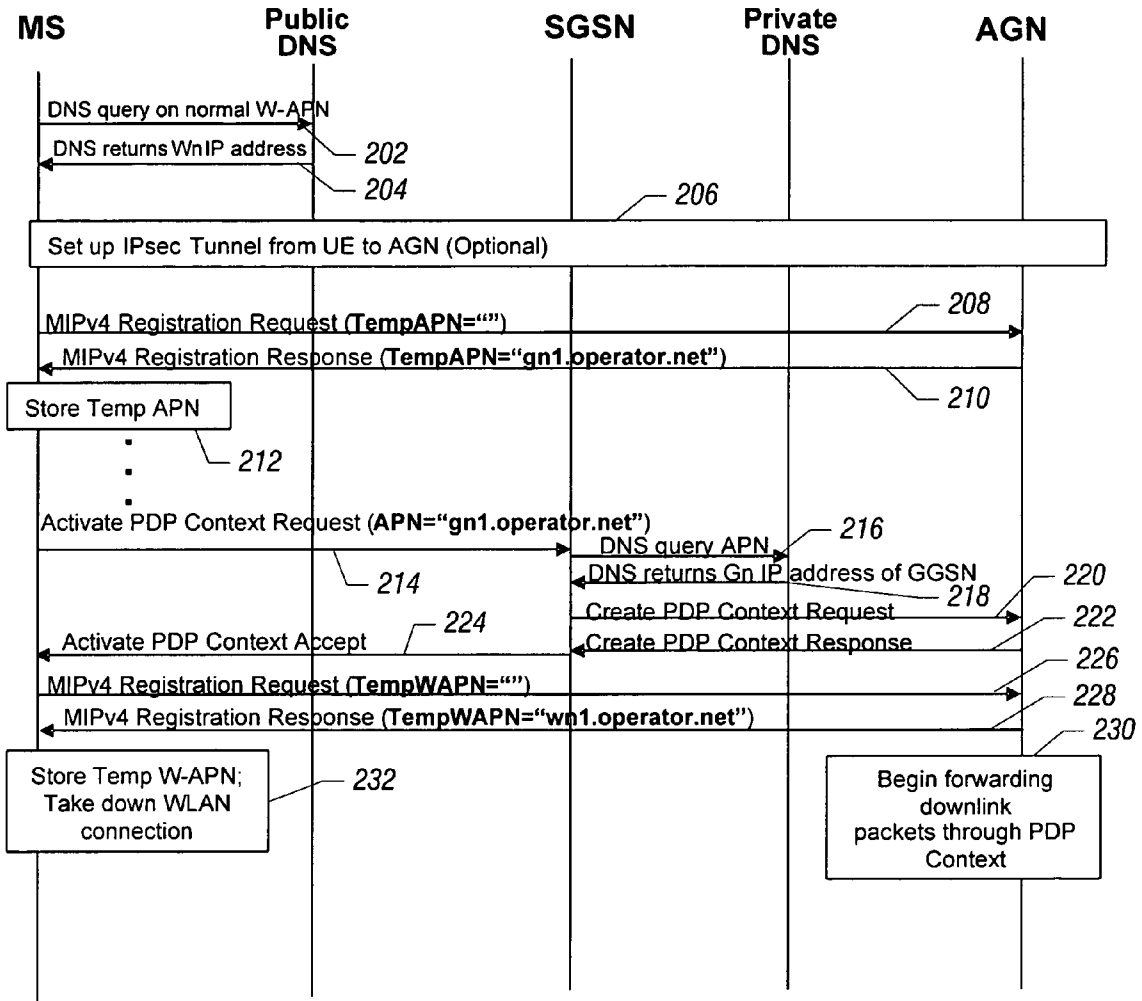 MS
Public
DNS
SGSN
Private
DNS
AGN
DNS query on normal W-APN
202
DNS returns WnIP address
204
206
Set up IPsec Tunnel from UE to AGN (Optional)
208
MIPv4 Registration Request (TempAPN="")
MIPv4 Registration Response (TempAPN="gn1.operator.net")
210
Store Temp APN
212
Activate PDP Context Request (APN="gn1.operator.net")
214
DNS query APN
216
DNS returns Gn IP address of GGSN
218
220
Create PDP Context Request
222
Create PDP Context Response
224
Activate PDP Context Accept
226
MIPv4 Registration Request (TempWAPN="")
228
MIPv4 Registration Response (TempWAPN="wn1.operator.net")
230
Store Temp W-APN;
Take down WLAN
connection
232
Begin forwarding
downlink
packets through PDP
Context